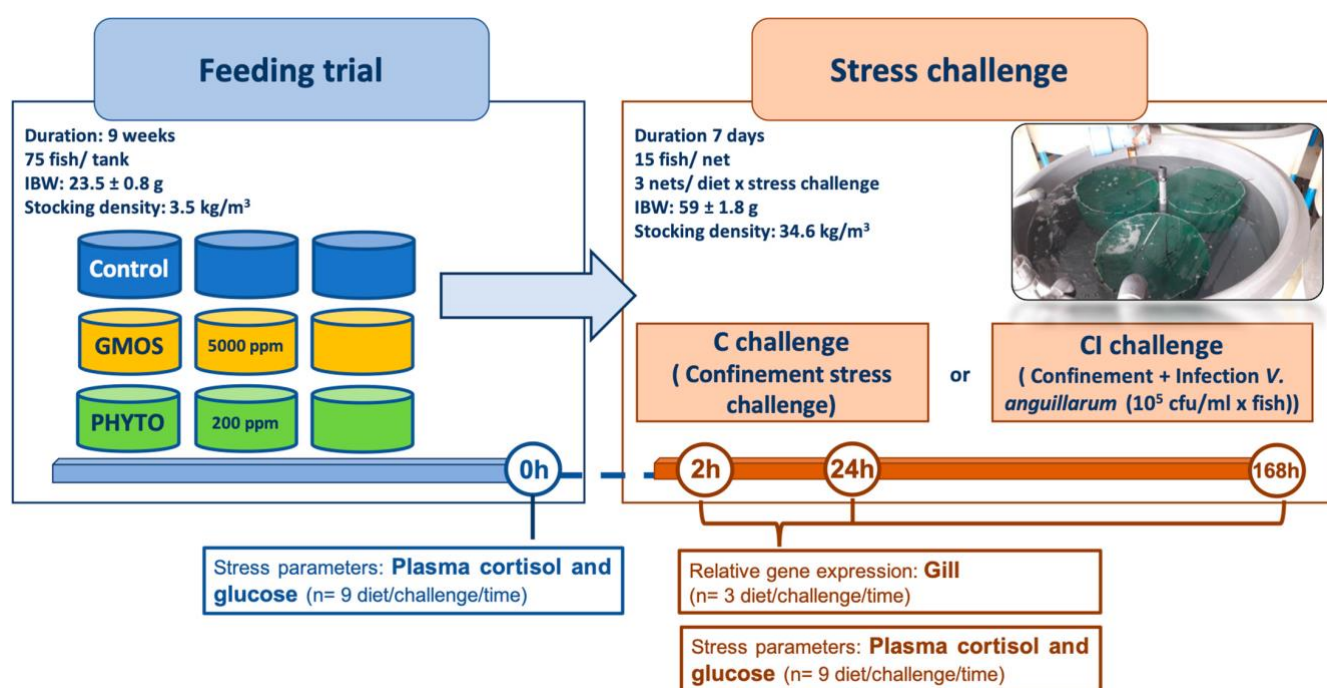 Feeding trial
Duration: 9 weeks
75 fish/ tank
IBW: 23.5 ± 0.8 g
Stocking density: 3.5 kg/m³
Control
GMOS
5000 ppm
PHYTO
200 ppm
0h
Stress parameters: Plasma cortisol and
glucose (n= 9 diet/challenge/time)
Stress challenge
Duration 7 days
15 fish/ net
3 nets/ diet x stress challenge
IBW: 59 ± 1.8 g
Stocking density: 34.6 kg/m³
C challenge
( Confinement stress
challenge)
or
CI challenge
( Confinement + Infection V.
anguillarum (10⁵ cfu/ml x fish))
2h
24h
168h
Relative gene expression: Gill
(n= 3 diet/challenge/time)
Stress parameters: Plasma cortisol and
glucose (n= 9 diet/challenge/time)